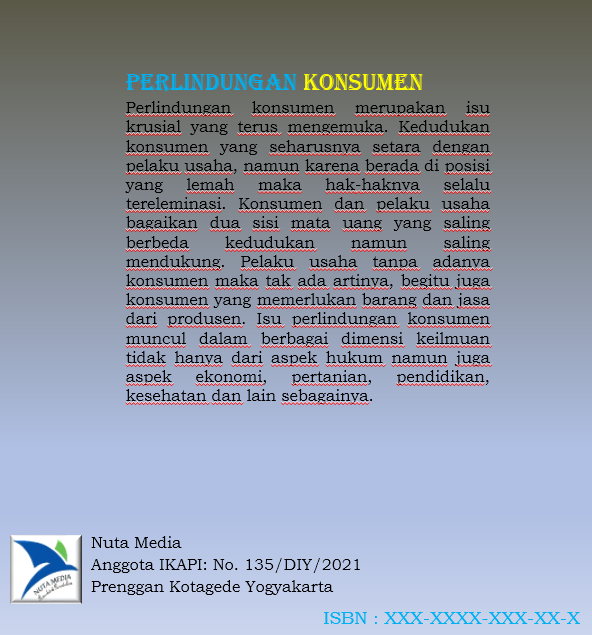 PERLINDUNGAN KONSUMEN
Perlindungan konsumen merupakan isu
krusial yang terus mengemuka. Kedudukan
konsumen yang seharusnya setara dengan
pelaku usaha, namun karena berada di posisi
yang lemah maka hak-haknya selalu
tereleminasi. Konsumen dan pelaku usaha
bagaikan dua sisi mata uang yang saling
berbeda kedudukan namun saling
mendukung. Pelaku usaha tanpa adanya
konsumen maka tak ada artinya, begitu juga
konsumen yang memerlukan barang dan jasa
dari produsen. Isu perlindungan konsumen
muncul dalam berbagai dimensi keilmuan
tidak hanya dari aspek hukum namun juga
aspek ekonomi, pertanian, pendidikan,
kesehatan dan lain sebagainya.
NUTA MEDIA
Nuta Media
Anggota IKAPI: No. 135/DIY/2021
Prenggan Kotagede Yogyakarta
ISBN : XXX-XXXX-XXX-XX-X